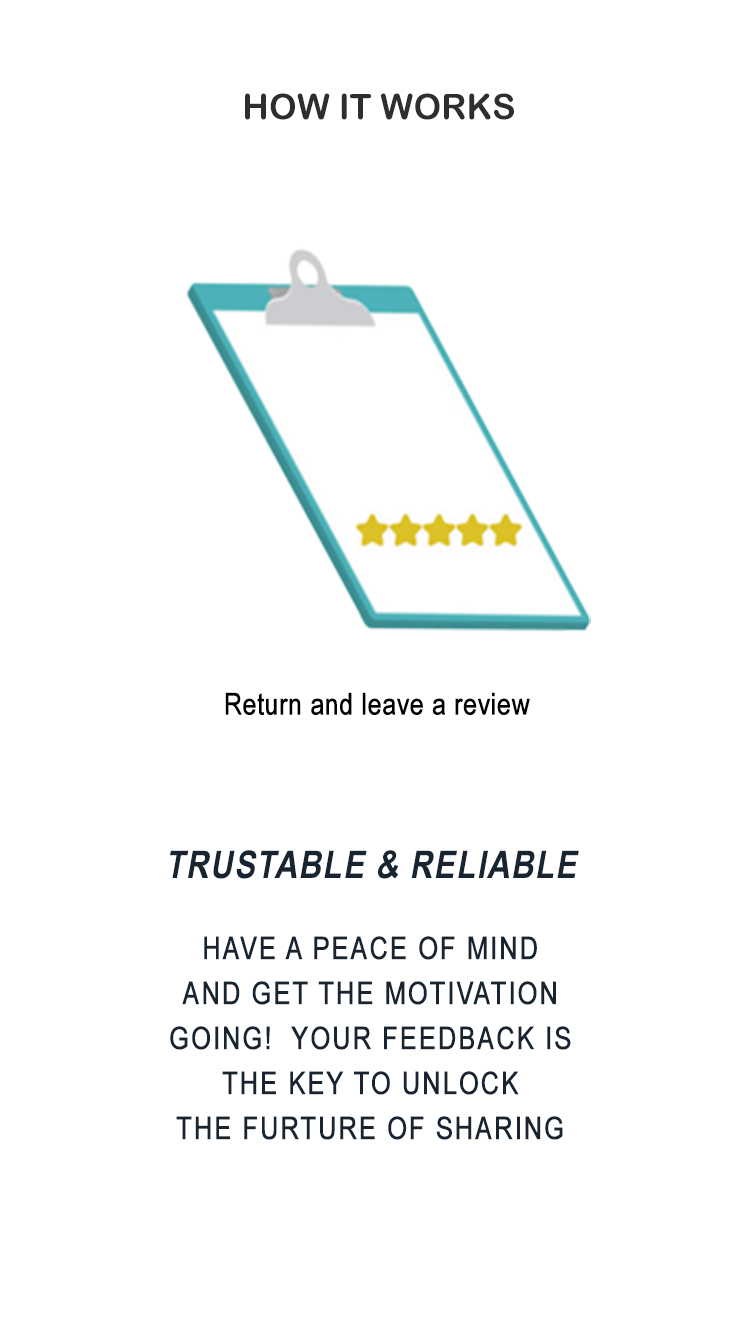 HOW IT WORKS
Return and leave a review
TRUSTABLE & RELIABLE
HAVE A PEACE OF MIND
AND GET THE MOTIVATION
GOING!  YOUR FEEDBACK IS
THE KEY TO UNLOCK
THE FURTURE OF SHARING